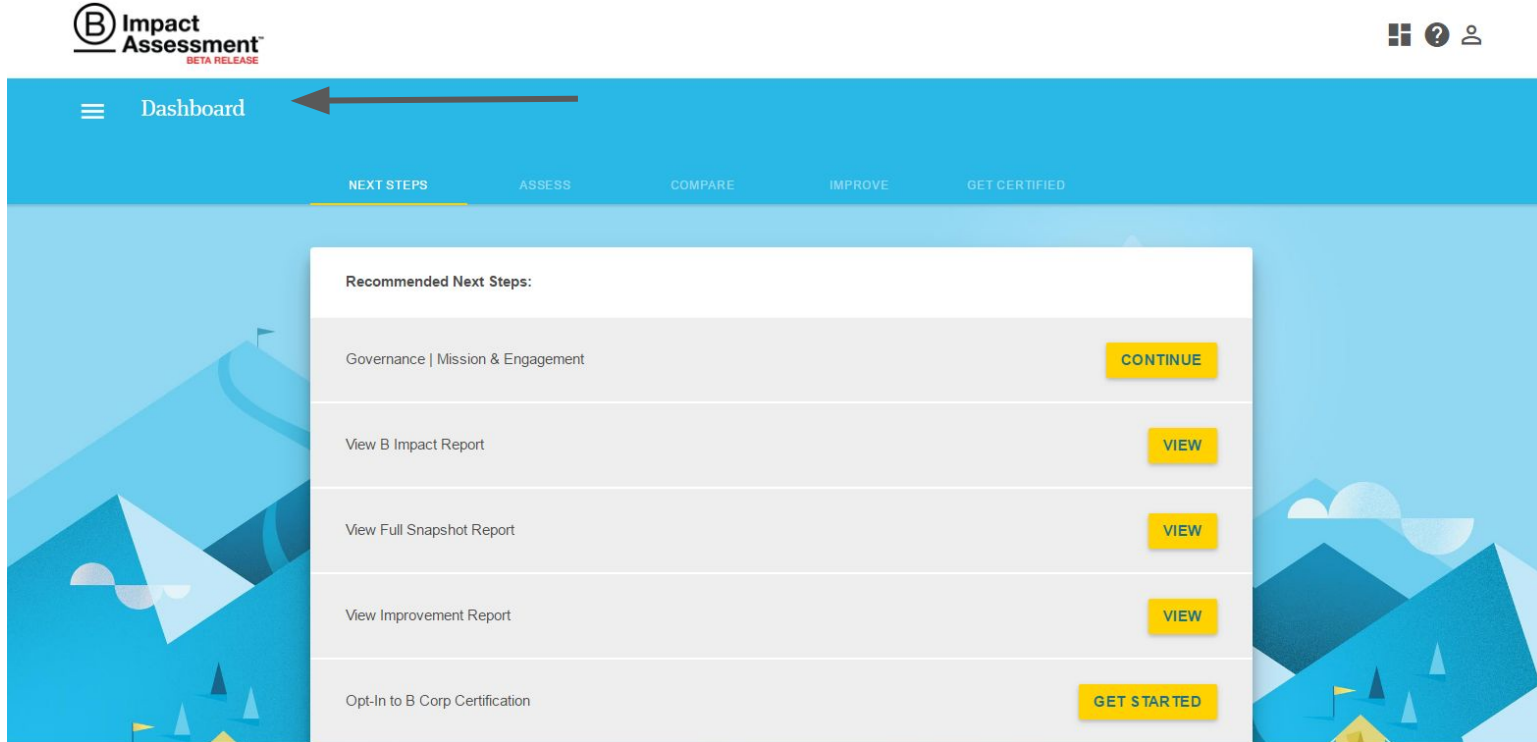 B Impact
Assessment™
BETA RELEASE
Dashboard
NEXT STEPS ASSESS COMPARE IMPROVE GET CERTIFIED
Recommended Next Steps:
Governance | Mission & Engagement CONTINUE
View B Impact Report VIEW
View Full Snapshot Report VIEW
View Improvement Report VIEW
Opt-In to B Corp Certification GET STARTED